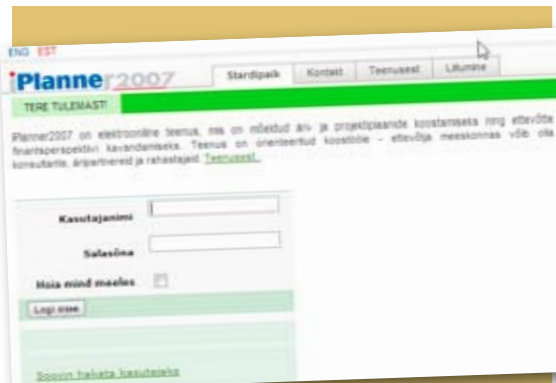 ENG EST
iPlanner2007
Stardipaik Kontakt Teenusest Liitumine
TERE TULEMAST!
iPlanner2007 on elektrooniline teenus, mis on mõeldud äri- ja projektiplaanide koostamiseks ning ettevõtte
finantsperspektiivi kavandamiseks. Teenus on orienteeritud koostööle - ettevõtja meeskonnas võib olla
konsultante, äripartnereid ja rahastajaid. Teenusest...
Kasutajanimi
Salasõna
Hoia mind meeles
Logi sisse
Soovin hakata kasutajaks